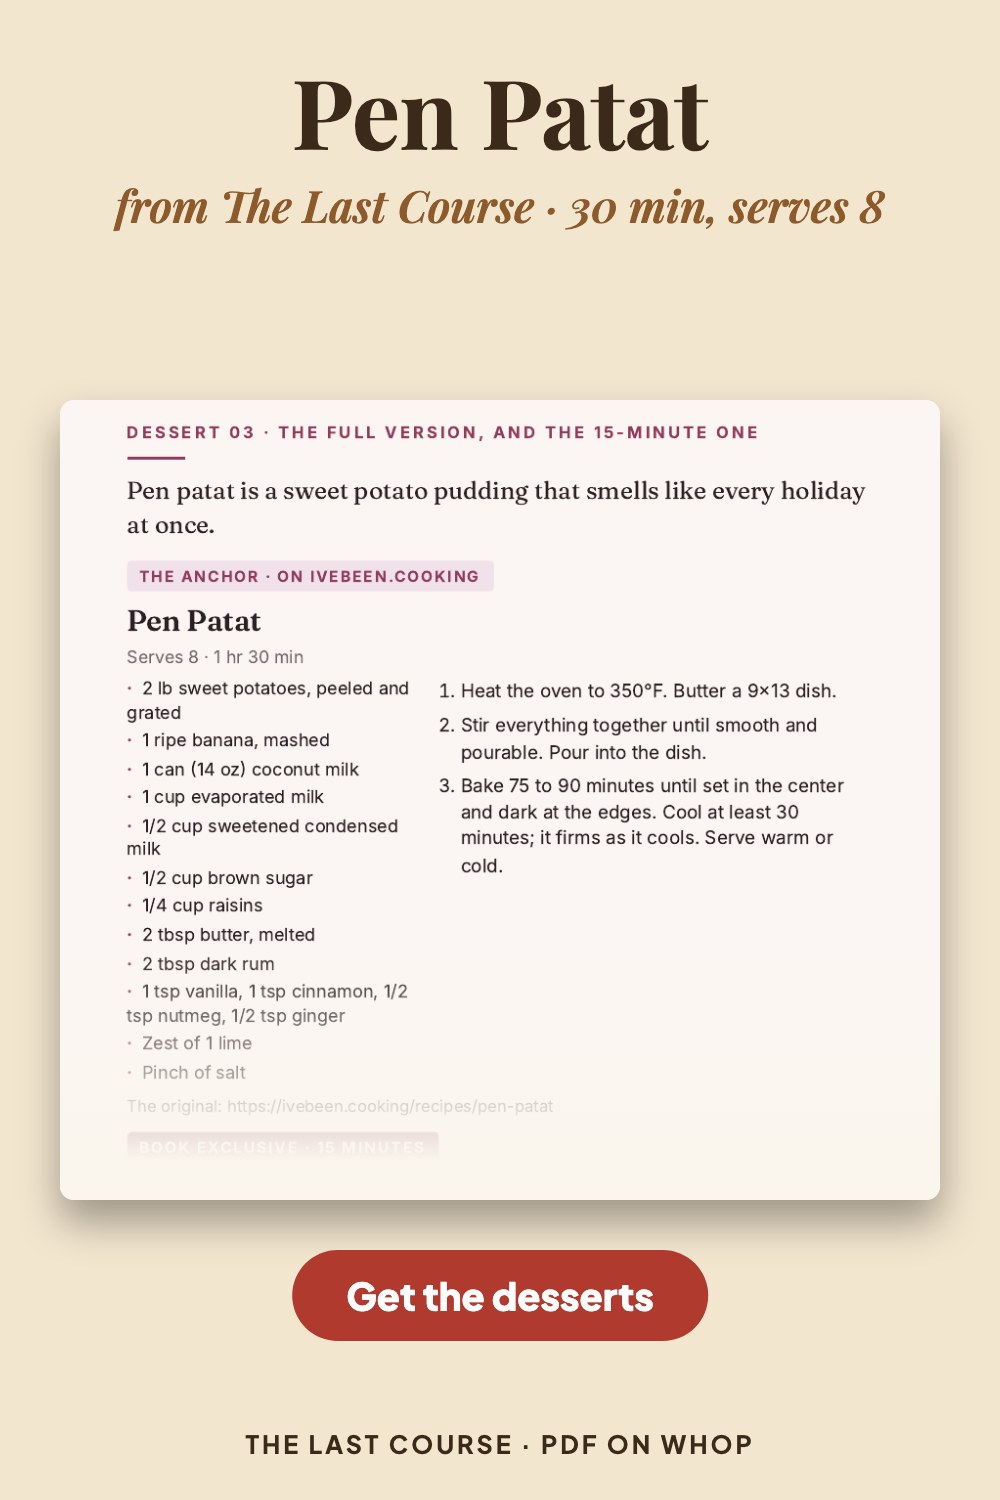 Pen Patat
from The Last Course · 30 min, serves 8
DESSERT 03 · THE FULL VERSION, AND THE 15-MINUTE ONE
Pen patat is a sweet potato pudding that smells like every holiday
at once.
THE ANCHOR · ON IVEBEEN.COOKING
Pen Patat
Serves 8 · 1 hr 30 min
· 2 lb sweet potatoes, peeled and
grated
· 1 ripe banana, mashed
· 1 can (14 oz) coconut milk
· 1 cup evaporated milk
· 1/2 cup sweetened condensed
milk
· 1/2 cup brown sugar
· 1/4 cup raisins
· 2 tbsp butter, melted
· 2 tbsp dark rum
· 1 tsp vanilla, 1 tsp cinnamon, 1/2
tsp nutmeg, 1/2 tsp ginger
· Zest of 1 lime
· Pinch of salt
1. Heat the oven to 350°F. Butter a 9×13 dish.
2. Stir everything together until smooth and
pourable. Pour into the dish.
3. Bake 75 to 90 minutes until set in the center
and dark at the edges. Cool at least 30
minutes; it firms as it cools. Serve warm or
cold.
The original: https://ivebeen.cooking/recipes/pen-patat
BOOK EXCLUSIVE · 15 MINUTES
Get the desserts
THE LAST COURSE · PDF ON WHOP